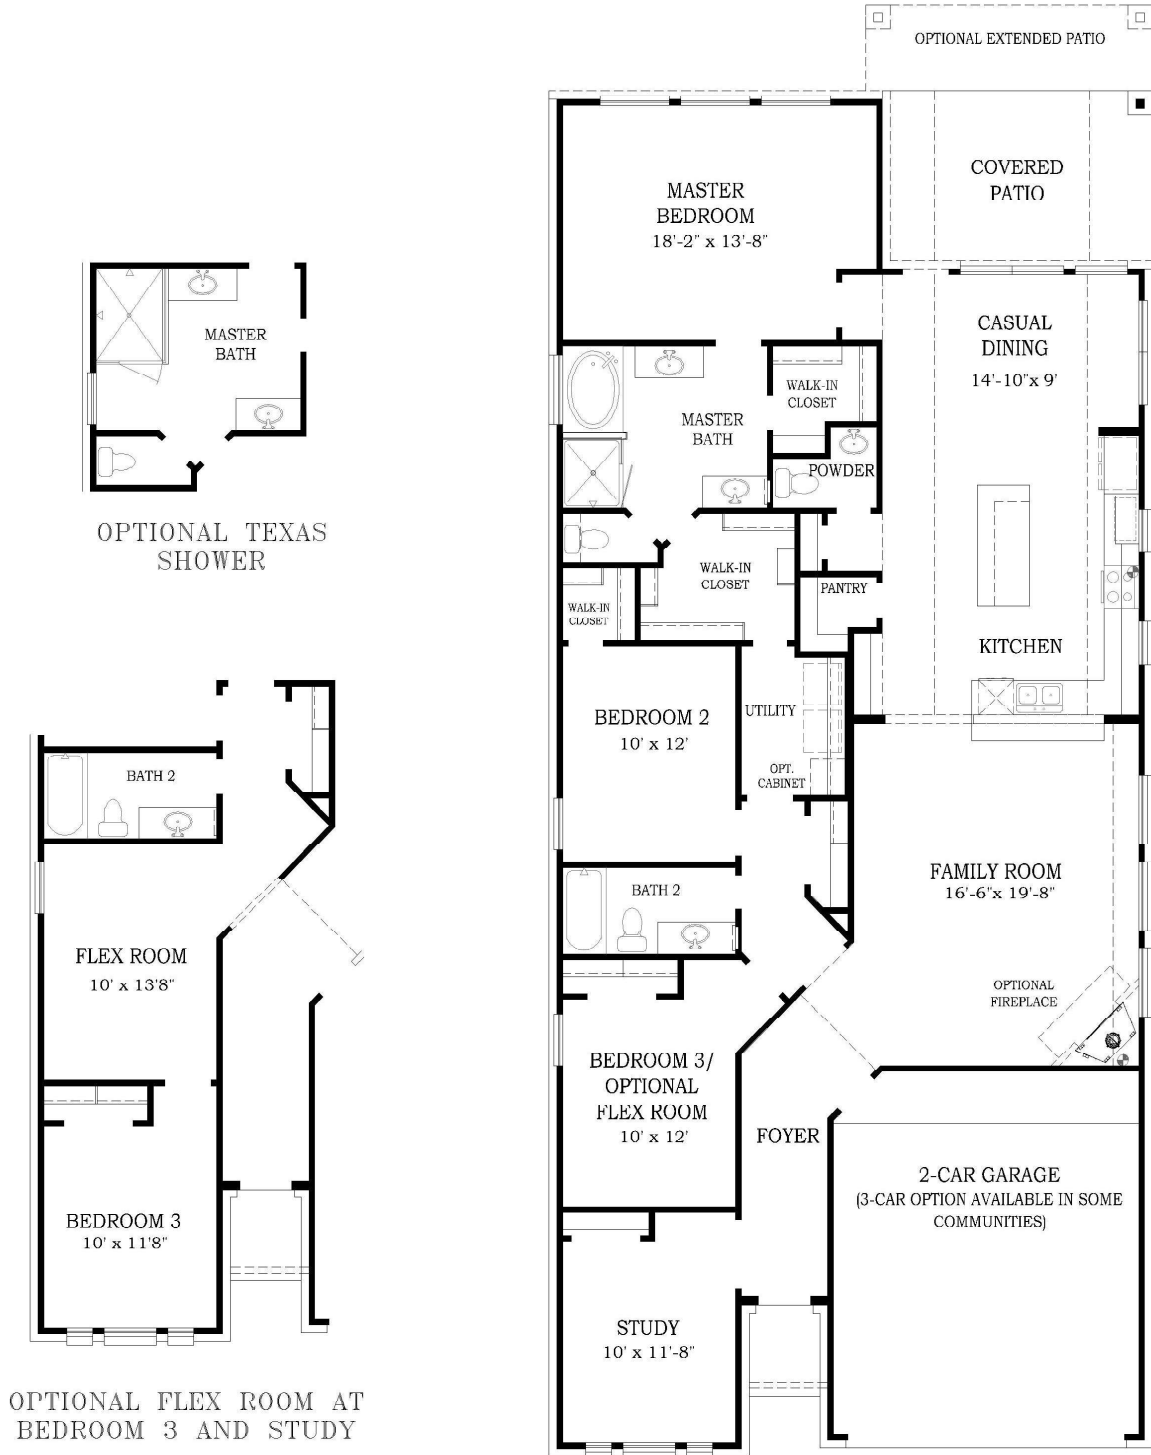 OPTIONAL EXTENDED PATIO
COVERED
PATIO
MASTER
BEDROOM
18'-2" x 13'-8"
CASUAL
DINING
14'-10"x 9'
WALK-IN
CLOSET
MASTER
BATH
POWDER
WALK-IN
CLOSET
PANTRY
WALK-IN
CLOSET
KITCHEN
BEDROOM 2
10' x 12'
UTILITY
OPT.
CABINET
FAMILY ROOM
16'-6"x 19'-8"
BATH 2
OPTIONAL
FIREPLACE
BEDROOM 3/
OPTIONAL
FLEX ROOM
10' x 12'
FOYER
2-CAR GARAGE
(3-CAR OPTION AVAILABLE IN SOME
COMMUNITIES)
STUDY
10' x 11'-8"
MASTER
BATH
OPTIONAL TEXAS
SHOWER
BATH 2
FLEX ROOM
10' x 13'8"
BEDROOM 3
10' x 11'8"
OPTIONAL FLEX ROOM AT
BEDROOM 3 AND STUDY